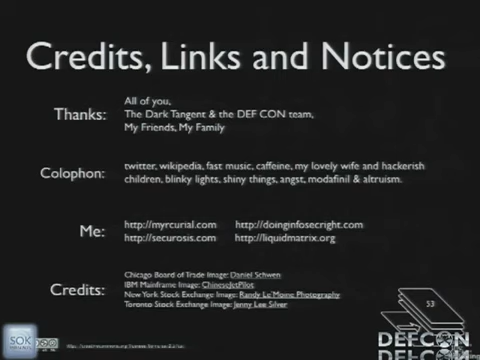 Credits, Links and Notices
Thanks:
All of you,
The Dark Tangent & the DEF CON team,
My Friends, My Family
Colophon:
twitter, wikipedia, fast music, caffeine, my lovely wife and hackerish
children, blinky lights, shiny things, angst, modafinil & altruism.
Me:
http://myrcurial.com http://doinginfosecright.com
http://securosis.com http://liquidmatrix.org
Credits:
Chicago Board of Trade Image: Daniel Schwen
IBM Mainframe Image: ChineseJetPilot
New York Stock Exchange Image: Randy Le'Moine Photography
Toronto Stock Exchange Image: Jenny Lee Silver
53
SOK
DEFCON